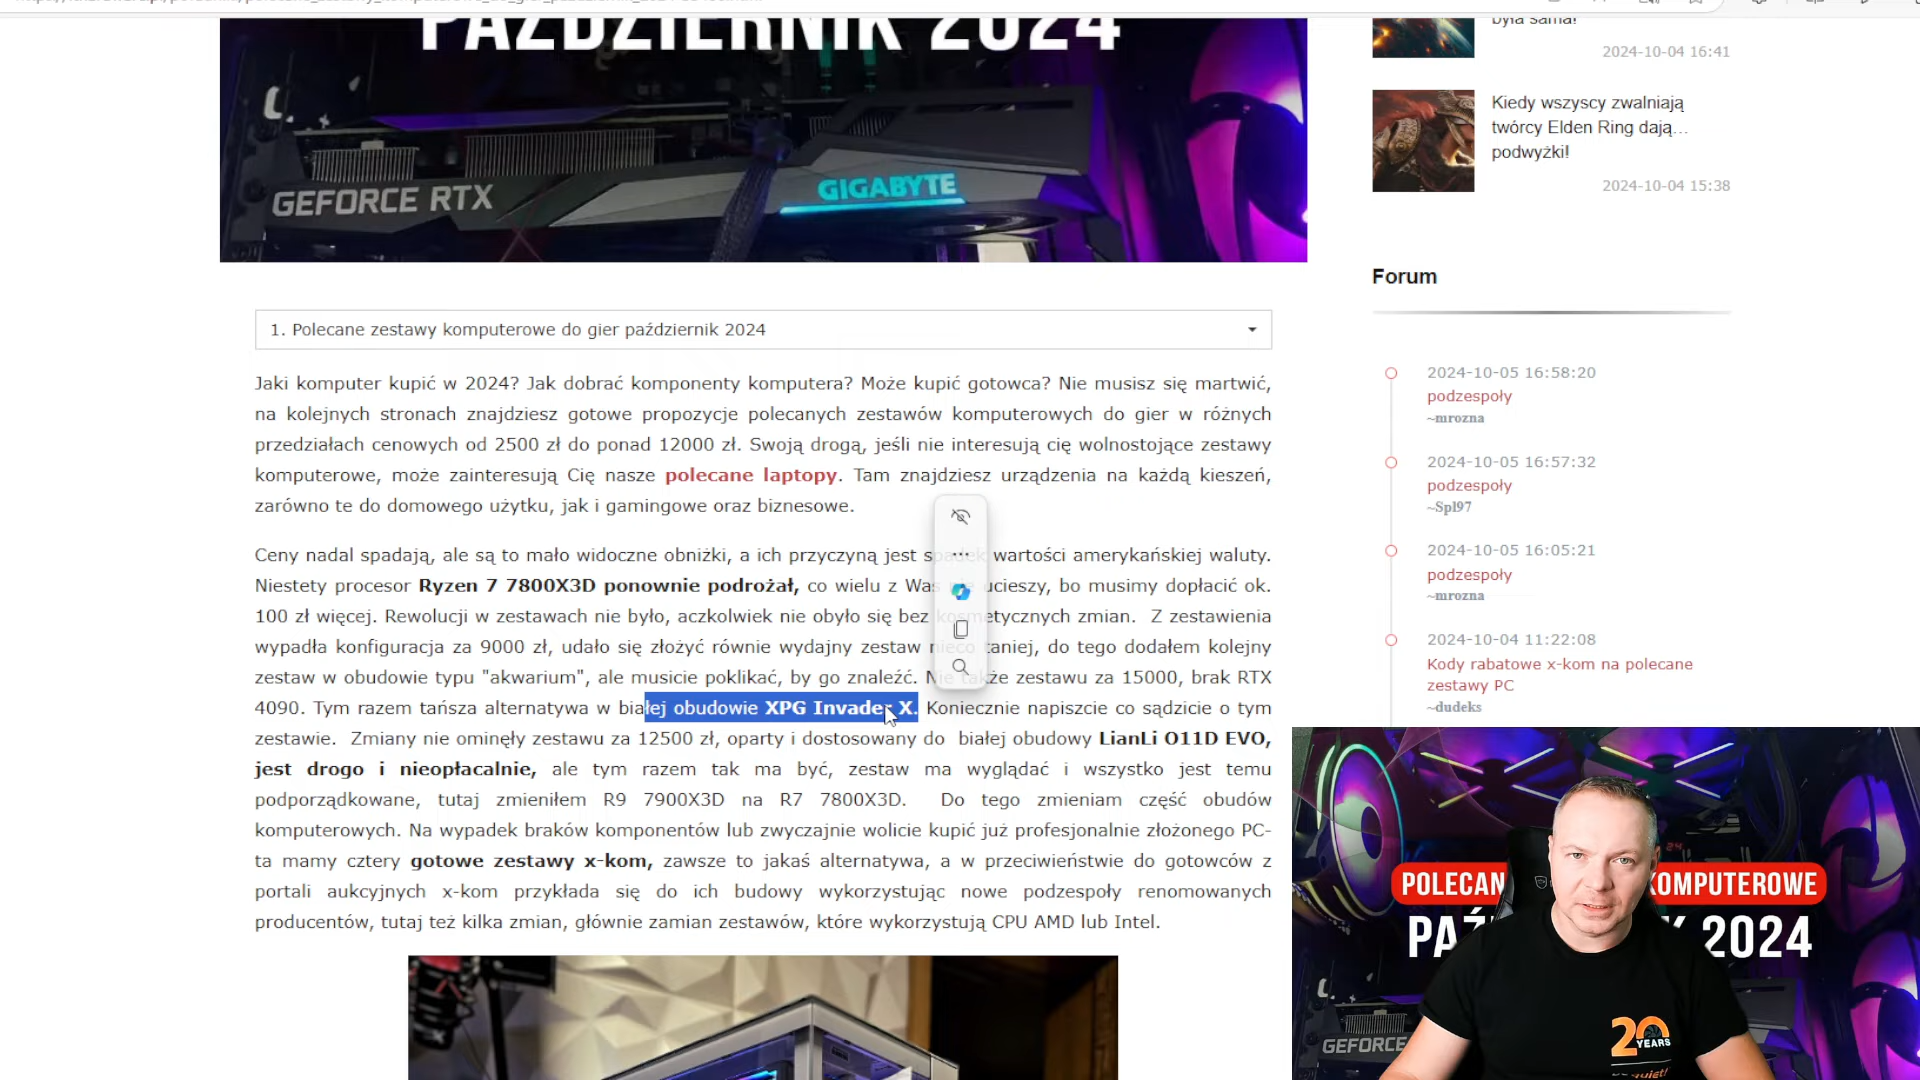 PAŹDZIERNIK 2024
GEFORCE RTX
GIGABYTE
1. Polecane zestawy komputerowe do gier październik 2024
Jaki komputer kupić w 2024? Jak dobrać komponenty komputera? Może kupić gotowca? Nie musisz się martwić,
na kolejnych stronach znajdziesz gotowe propozycje polecanych zestawów komputerowych do gier w różnych
przedziałach cenowych od 2500 zł do ponad 12000 zł. Swoją drogą, jeśli nie interesują cię wolnostojące zestawy
komputerowe, może zainteresują Cię nasze polecane laptopy. Tam znajdziesz urządzenia na każdą kieszeń,
zarówno te do domowego użytku, jak i gamingowe oraz biznesowe.
Ceny nadal spadają, ale są to mało widoczne obniżki, a ich przyczyną jest spadek wartości amerykańskiej waluty.
Niestety procesor Ryzen 7 7800X3D ponownie podrożał, co wielu z Was nie ucieszy, bo musimy dopłacić ok.
100 zł więcej. Rewolucji w zestawach nie było, aczkolwiek nie obyło się bez kosmetycznych zmian. Z zestawienia
wypadła konfiguracja za 9000 zł, udało się złożyć równie wydajny zestaw nieco taniej, do tego dodałem kolejny
zestaw w obudowie typu "akwarium", ale musicie poklikać, by go znaleźć. Nie także zestawu za 15000, brak RTX
4090. Tym razem tańsza alternatywa w białej obudowie XPG Invader X. Koniecznie napiszcie co sądzicie o tym
zestawie. Zmiany nie ominęły zestawu za 12500 zł, oparty i dostosowany do białej obudowy LianLi O11D EVO,
jest drogo i nieopłacalnie, ale tym razem tak ma być, zestaw ma wyglądać i wszystko jest temu
podporządkowane, tutaj zmieniłem R9 7900X3D na R7 7800X3D. Do tego zmieniam część obudów
komputerowych. Na wypadek braków komponentów lub zwyczajnie wolicie kupić już profesjonalnie złożonego PC-
ta mamy cztery gotowe zestawy x-kom, zawsze to jakaś alternatywa, a w przeciwieństwie do gotowców z
portali aukcyjnych x-kom przykłada się do ich budowy wykorzystując nowe podzespoły renomowanych
producentów, tutaj też kilka zmian, głównie zamian zestawów, które wykorzystują CPU AMD lub Intel.
była sama!
2024-10-04 16:41
Kiedy wszyscy zwalniają
twórcy Elden Ring dają...
podwyżki!
2024-10-04 15:38
Forum
2024-10-05 16:58:20
podzespoły
~mrozna
2024-10-05 16:57:32
podzespoły
~Spl97
2024-10-05 16:05:21
podzespoły
~mrozna
2024-10-04 11:22:08
Kody rabatowe x-kom na polecane
zestawy PC
~dudeks
POLECAN KOMPUTEROWE
PAŹ K 2024
GEFORCE
20
YEARS